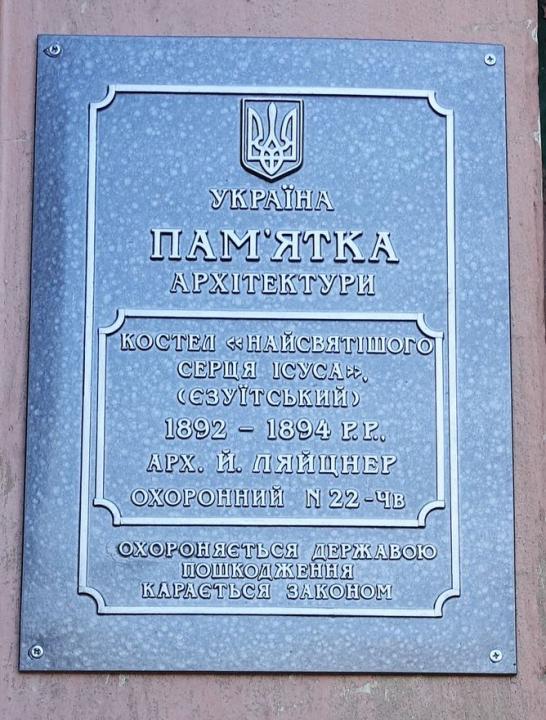 УКРАЇНА
ПАМ'ЯТКА
АРХІТЕКТУРИ
КОСТЕЛ «НАЙСВЯТІШОГО
СЕРЦЯ ІСУСА»,
(ЄЗУЇТСЬКИЙ)
1892 – 1894 Р.Р.,
АРХ. Й. ЛЯЙЦНЕР
ОХОРОННИЙ N 22-Чв
ОХОРОНЯЄТЬСЯ ДЕРЖАВОЮ
ПОШКОДЖЕННЯ
КАРАЄТЬСЯ ЗАКОНОМ